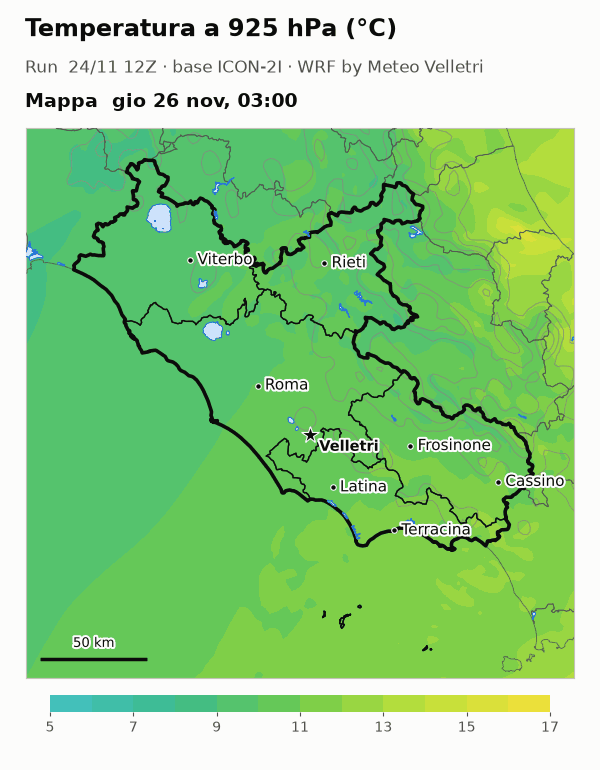 Temperatura a 925 hPa (°C)
Run  24/11 12Z · base ICON-2I · WRF by Meteo Velletri
Mappa  gio 26 nov, 03:00
Viterbo
Rieti
Roma
Velletri
Frosinone
Cassino
Latina
Terracina
50 km
5 7 9 11 13 15 17